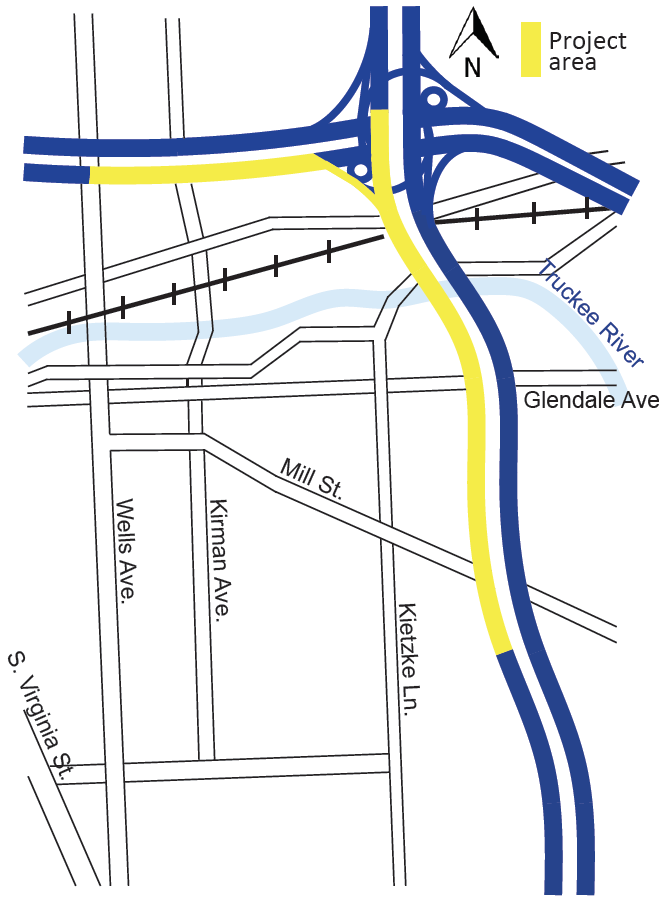 N
Project
area
Truckee River
Glendale Ave
Mill St.
Wells Ave.
Kirman Ave.
Kietzke Ln.
S. Virginia St.